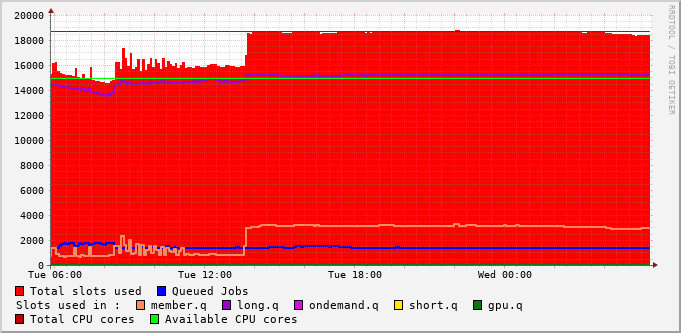 20000
18000
16000
14000
12000
10000
8000
6000
4000
2000
0
Tue 06:00 Tue 12:00 Tue 18:00 Wed 00:00
RRDTOOL / TOBI OETIKER
Total slots used Queued Jobs
Slots used in : member.q long.q ondemand.q short.q gpu.q
Total CPU cores Available CPU cores